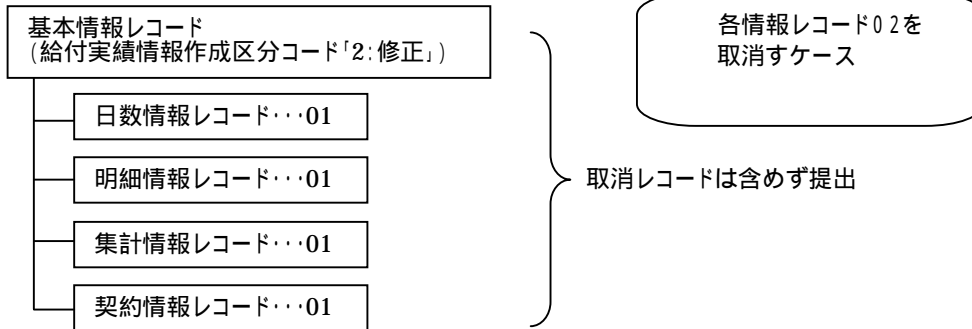 基本情報レコード
(給付実績情報作成区分コード「2:修正」)
日数情報レコード・・・01
明細情報レコード・・・01
集計情報レコード・・・01
契約情報レコード・・・01
各情報レコード02を
取消すケース
取消レコードは含めず提出